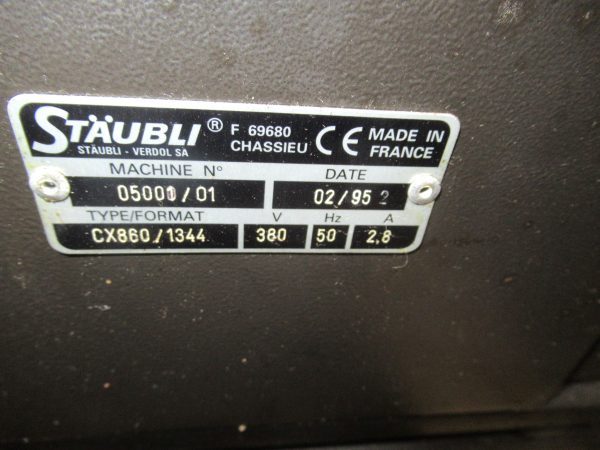 STÄUBLI ® F 69680 CE MADE IN
STÄUBLI - VERDOL SA CHASSIEU FRANCE
MACHINE N° DATE
05001/01 02/95 2
TYPE/FORMAT V Hz A
CX860/1344 380 50 2,8